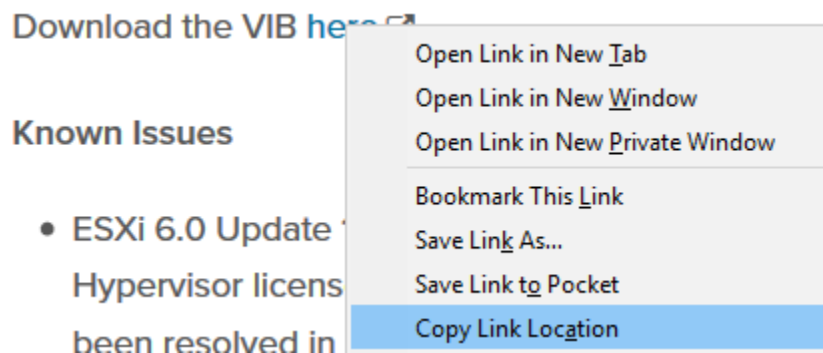 Download the VIB here
Open Link in New Tab
Open Link in New Window
Known Issues
Open Link in New Private Window
Bookmark This Link
ESXi 6.0 Update
Save Link As...
Hypervisor licens
Save Link to Pocket
been resolved in
Copy Link Location